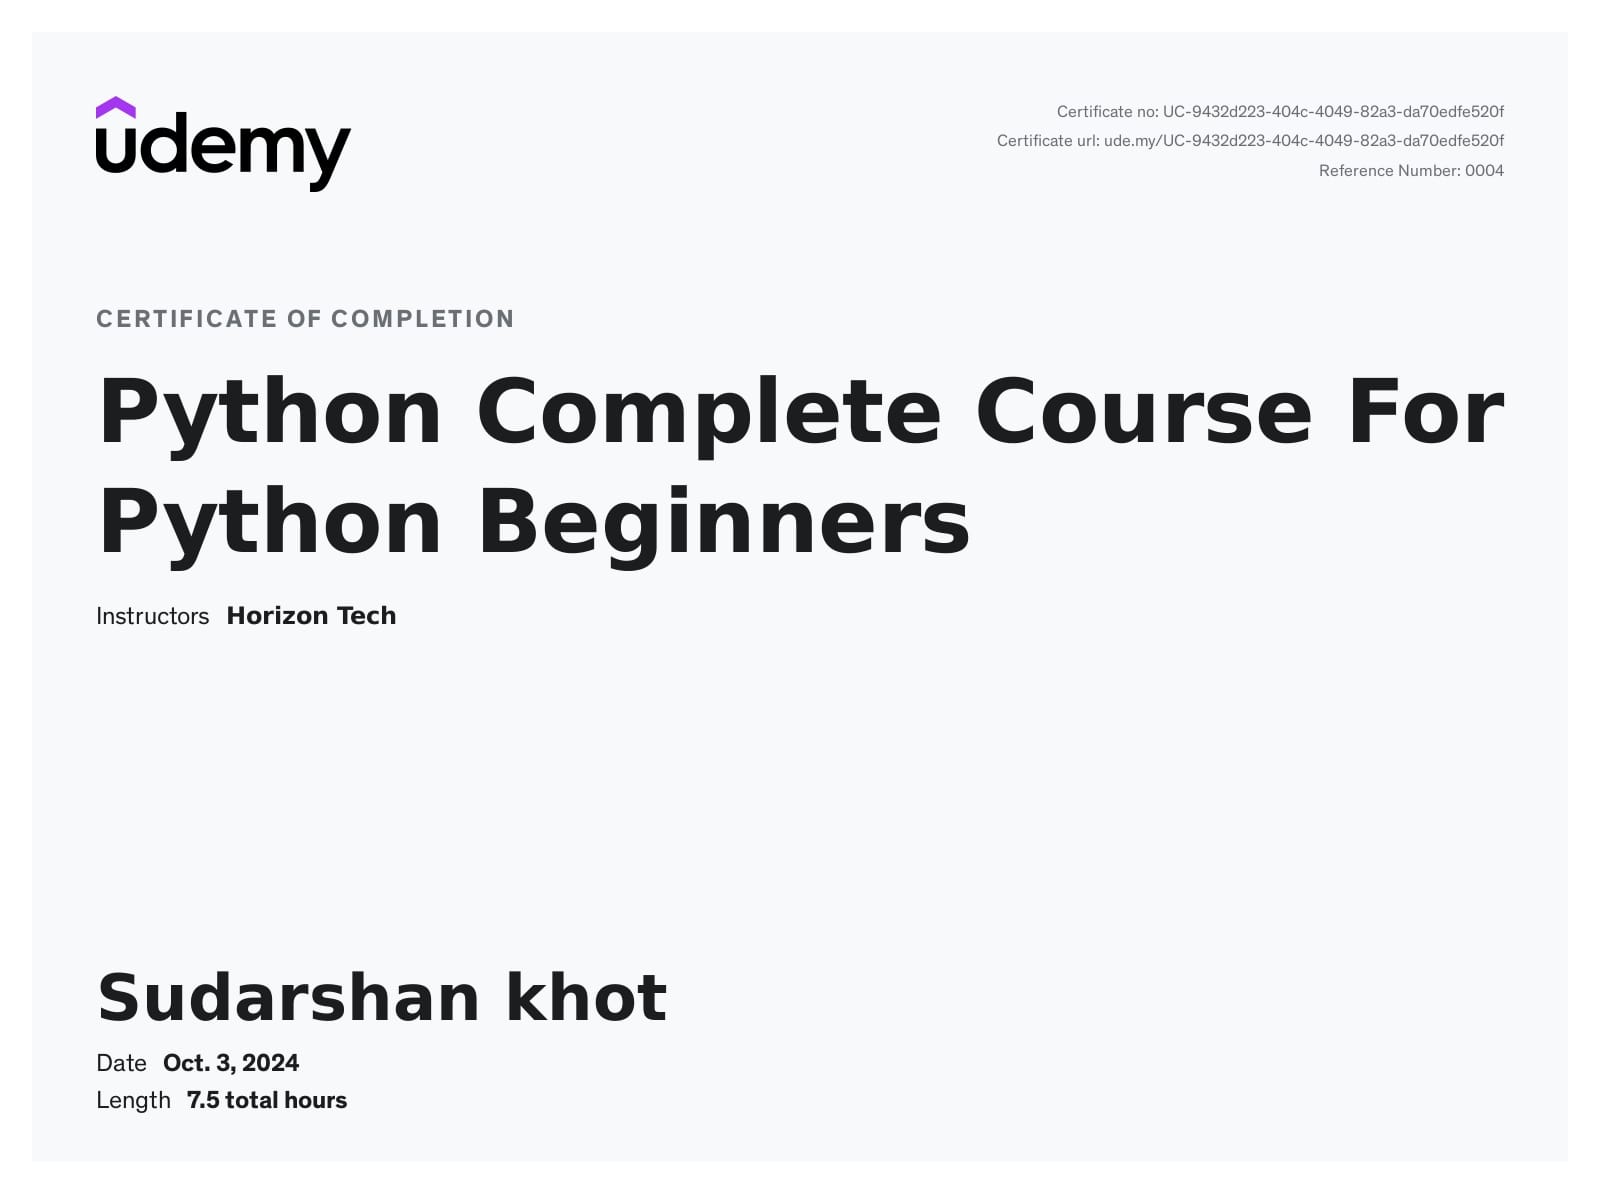 udemy
Certificate no: UC-9432d223-404c-4049-82a3-da70edfe520f
Certificate url: ude.my/UC-9432d223-404c-4049-82a3-da70edfe520f
Reference Number: 0004
CERTIFICATE OF COMPLETION
Python Complete Course For
Python Beginners
Instructors Horizon Tech
Sudarshan khot
Date Oct. 3, 2024
Length 7.5 total hours